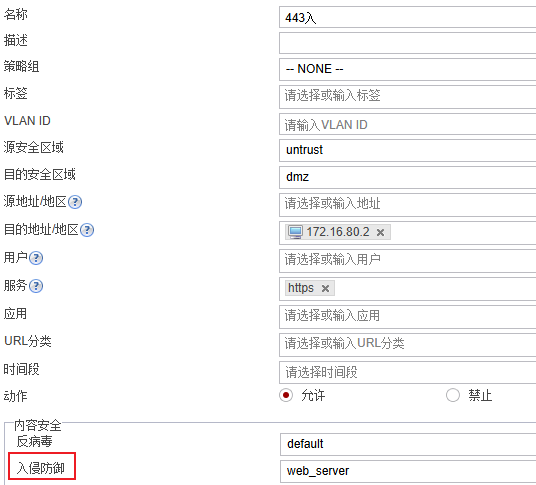 名称 443入
描述
策略组 -- NONE --
标签 请选择或输入标签
VLAN ID 请输入VLAN ID
源安全区域 untrust
目的安全区域 dmz
源地址/地区 ? 请选择或输入地址
目的地址/地区 ? 172.16.80.2 ×
用户 ? 请选择或输入用户
服务 ? https ×
应用 请选择或输入应用
URL分类 请选择或输入URL分类
时间段 请选择时间段
动作 允许 禁止
内容安全
反病毒 default
入侵防御 web_server